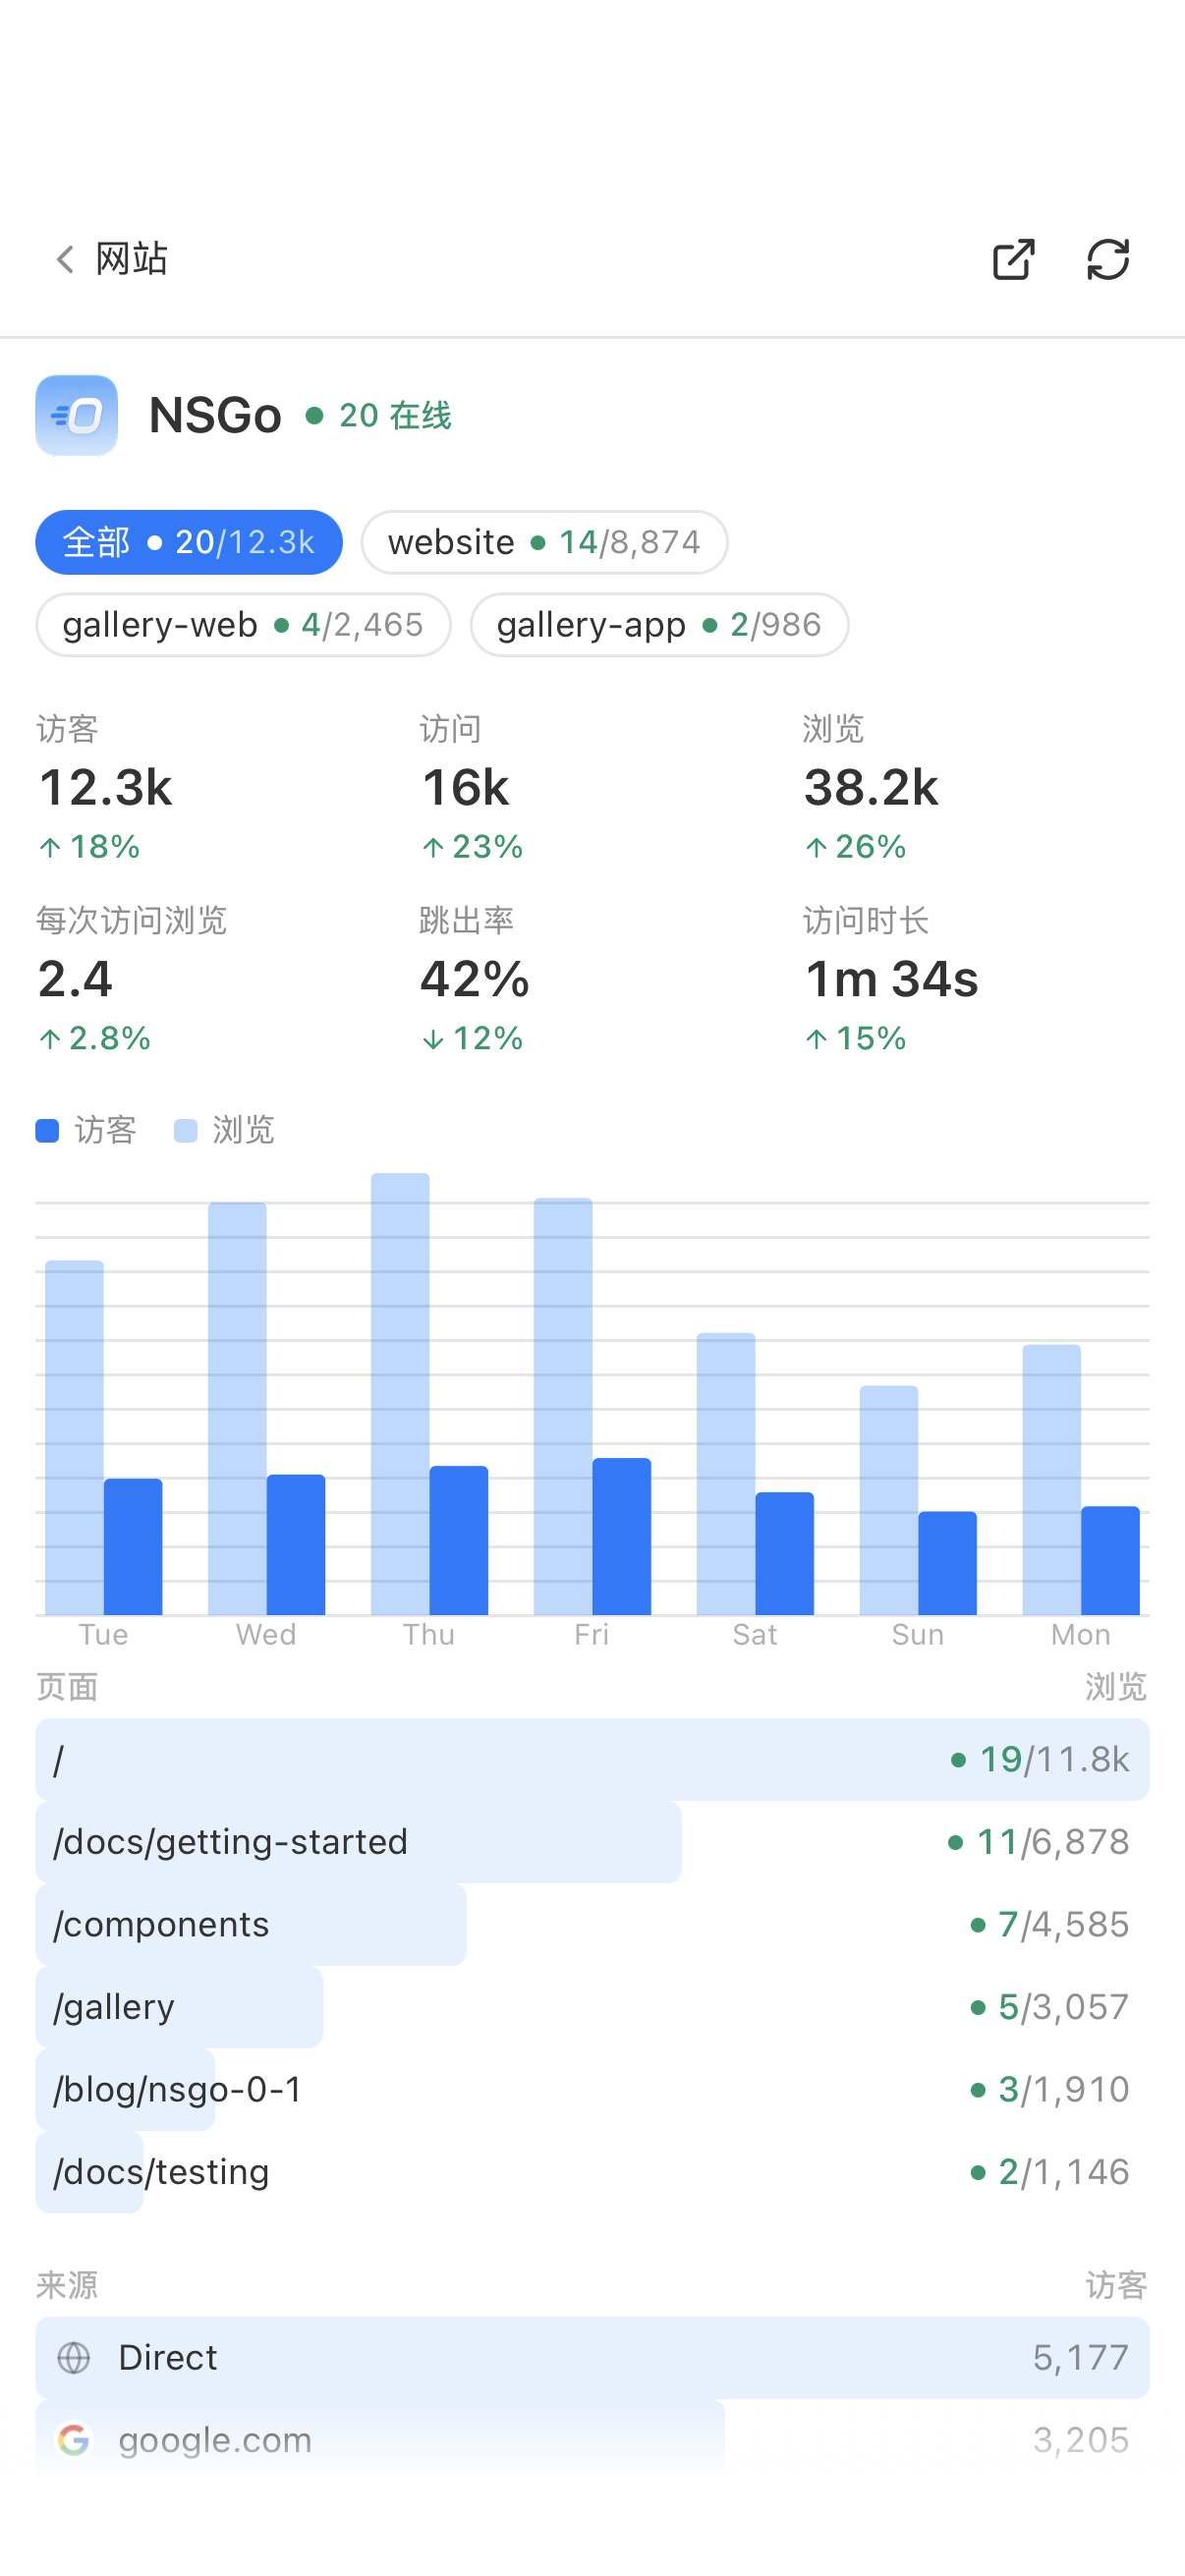 网站
NSGo 20 在线
全部 20/12.3k website 14/8,874
gallery-web 4/2,465 gallery-app 2/986
访客 访问 浏览
12.3k 16k 38.2k
↑ 18% ↑ 23% ↑ 26%
每次访问浏览 跳出率 访问时长
2.4 42% 1m 34s
↑ 2.8% ↓ 12% ↑ 15%
访客 浏览
Tue Wed Thu Fri Sat Sun Mon
页面 浏览
/ 19/11.8k
/docs/getting-started 11/6,878
/components 7/4,585
/gallery 5/3,057
/blog/nsgo-0-1 3/1,910
/docs/testing 2/1,146
来源 访客
Direct 5,177
google.com 3,205